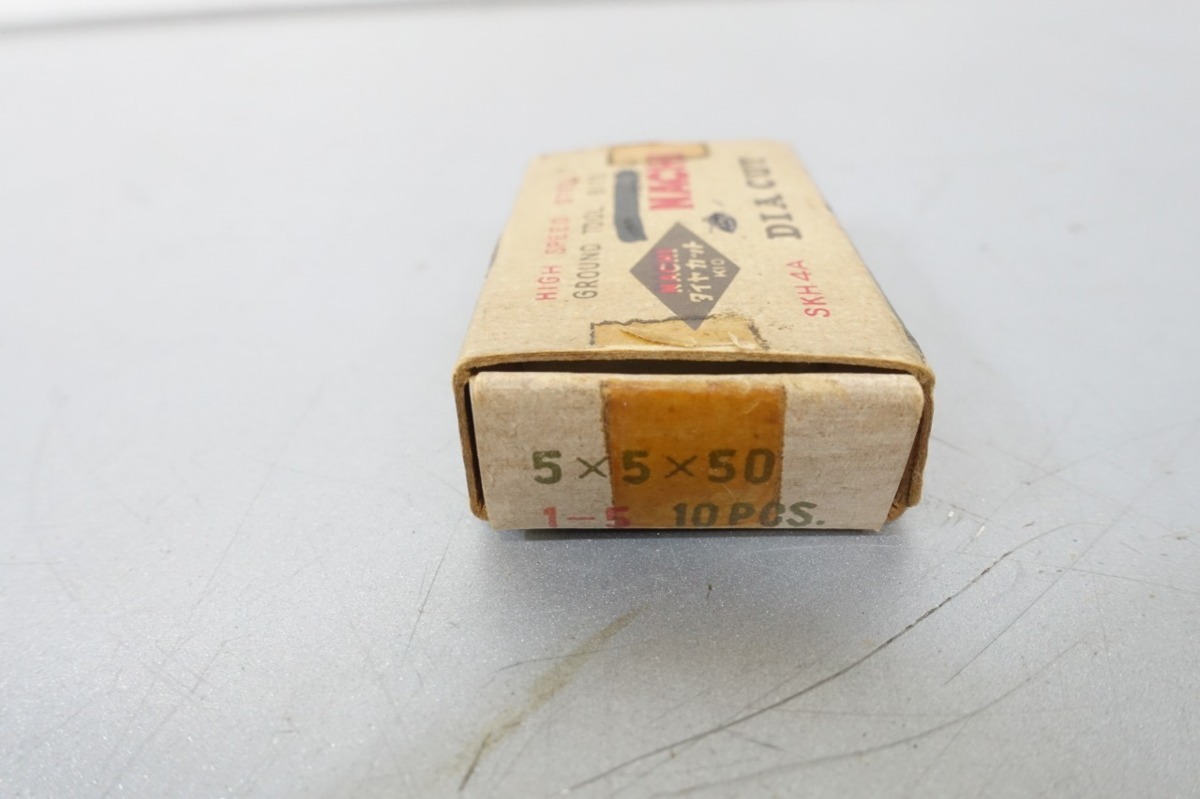 HIGH SPEED STEEL
GROUND TOOL BITS
NACHI
NACHI
ダイヤカット
KID
DIA CUT
SKH4A
5×5×50
1-5 10 PCS.